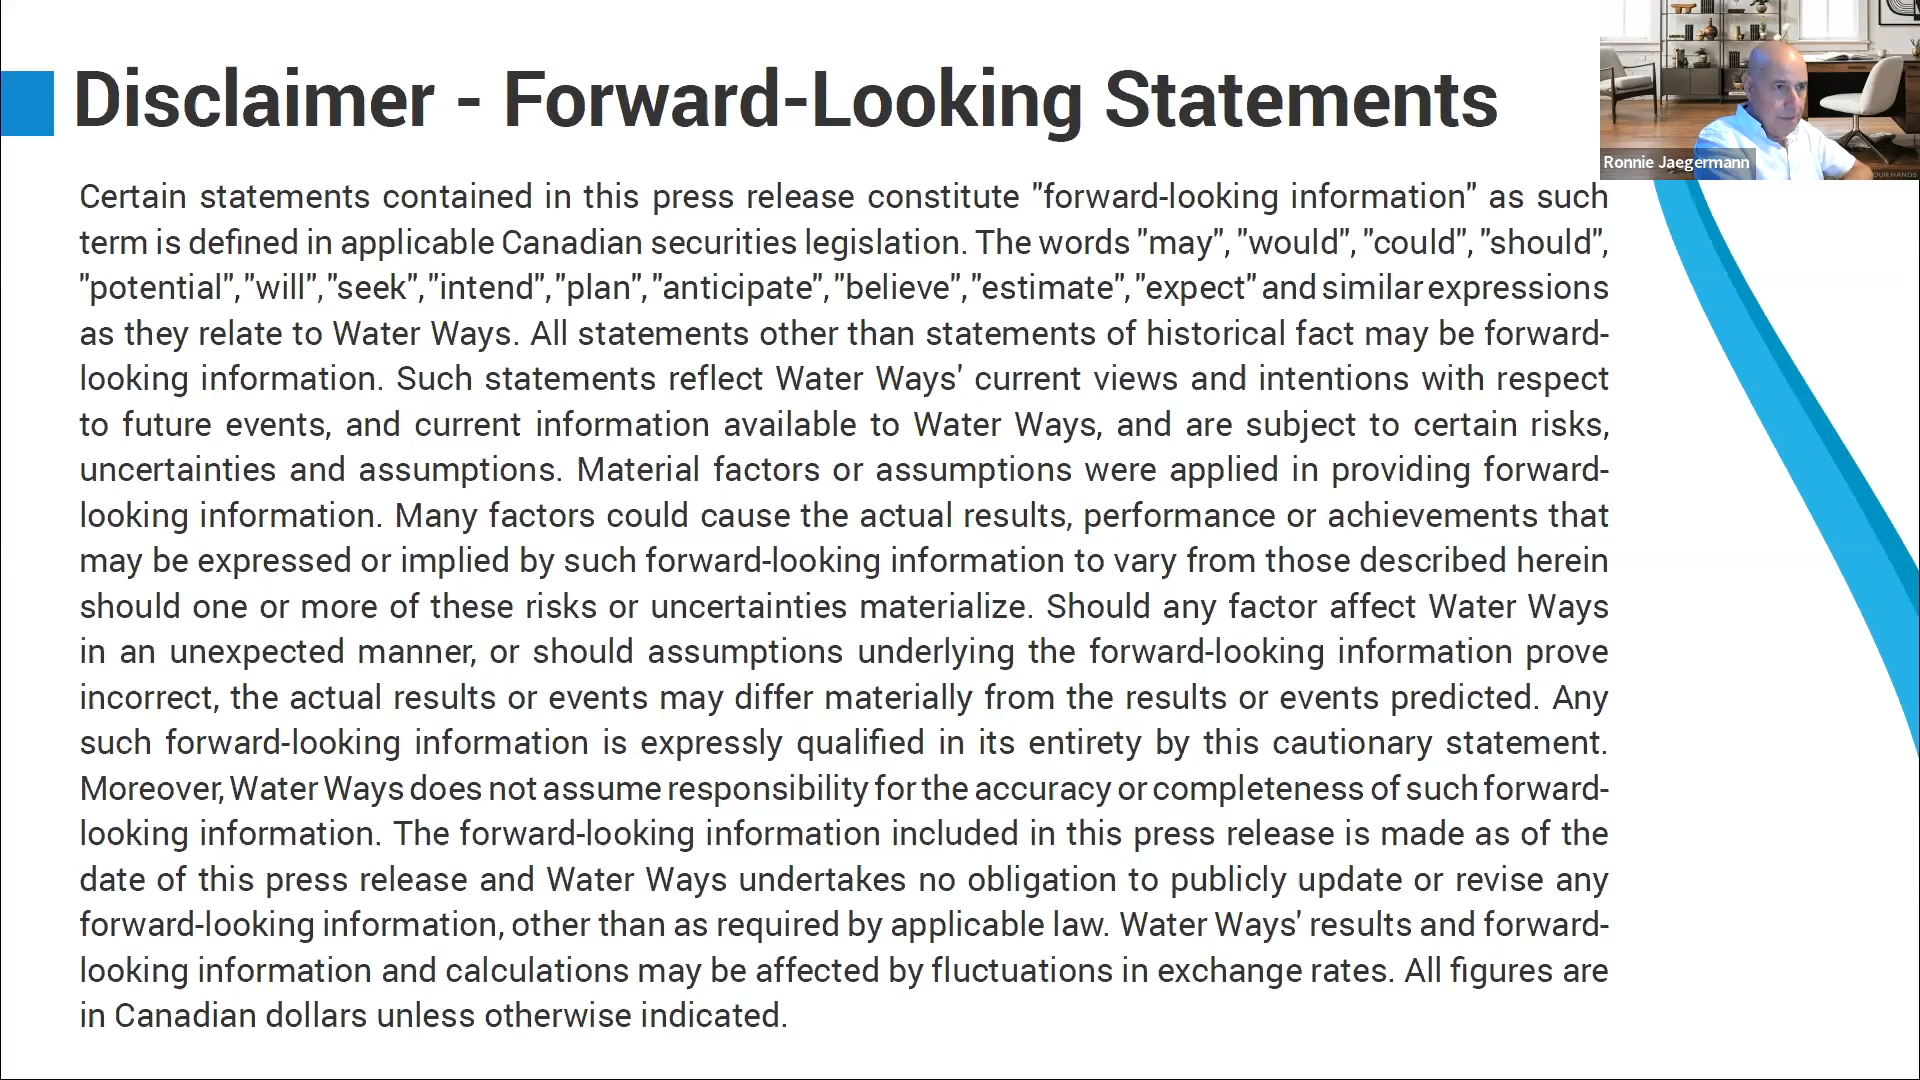 Disclaimer - Forward-Looking Statements
Ronnie Jaegermann
OUR HANDS
Certain statements contained in this press release constitute "forward-looking information" as such
term is defined in applicable Canadian securities legislation. The words "may", "would", "could", "should",
"potential", "will", "seek", "intend", "plan", "anticipate", "believe", "estimate", "expect" and similar expressions
as they relate to Water Ways. All statements other than statements of historical fact may be forward-
looking information. Such statements reflect Water Ways' current views and intentions with respect
to future events, and current information available to Water Ways, and are subject to certain risks,
uncertainties and assumptions. Material factors or assumptions were applied in providing forward-
looking information. Many factors could cause the actual results, performance or achievements that
may be expressed or implied by such forward-looking information to vary from those described herein
should one or more of these risks or uncertainties materialize. Should any factor affect Water Ways
in an unexpected manner, or should assumptions underlying the forward-looking information prove
incorrect, the actual results or events may differ materially from the results or events predicted. Any
such forward-looking information is expressly qualified in its entirety by this cautionary statement.
Moreover, Water Ways does not assume responsibility for the accuracy or completeness of such forward-
looking information. The forward-looking information included in this press release is made as of the
date of this press release and Water Ways undertakes no obligation to publicly update or revise any
forward-looking information, other than as required by applicable law. Water Ways' results and forward-
looking information and calculations may be affected by fluctuations in exchange rates. All figures are
in Canadian dollars unless otherwise indicated.